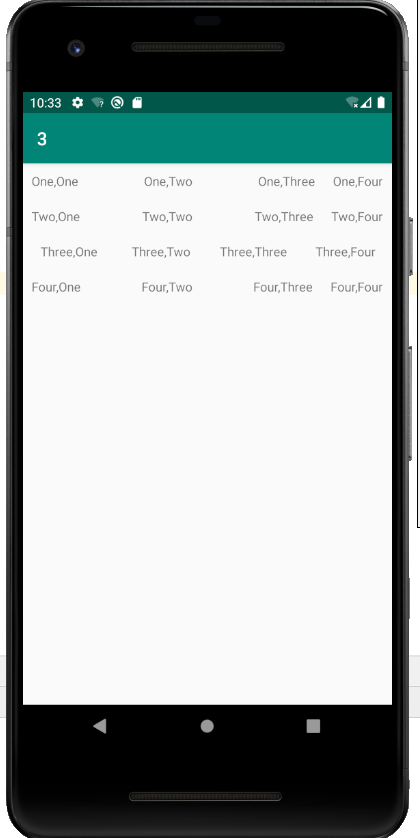 10:33
3
One,One One,Two One,Three One,Four
Two,One Two,Two Two,Three Two,Four
Three,One Three,Two Three,Three Three,Four
Four,One Four,Two Four,Three Four,Four